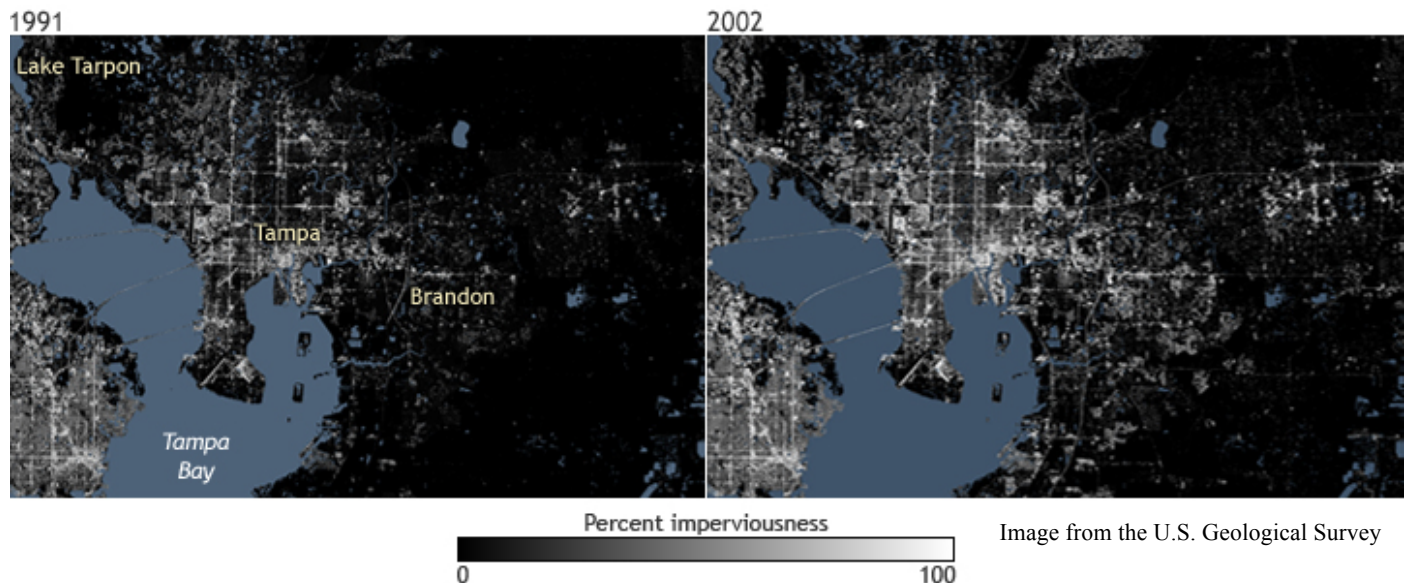 1991
2002
Lake Tarpon
Tampa
Brandon
Tampa
Bay
Percent imperviousness
0
100
Image from the U.S. Geological Survey